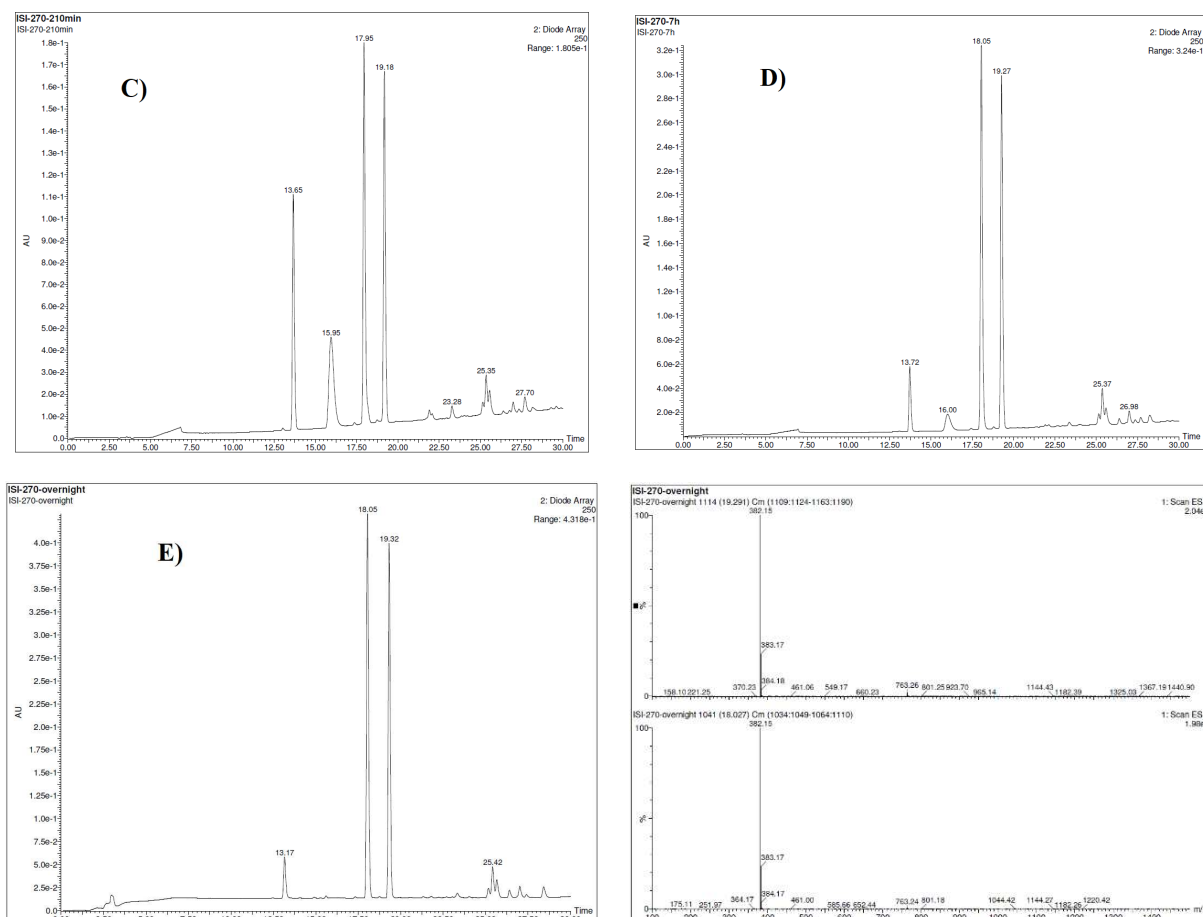 ISI-270-210min
ISI-270-210min
2: Diode Array
250
Range: 1.805e-1
C)
1.8e-1
1.7e-1
1.6e-1
1.5e-1
1.4e-1
1.3e-1
1.2e-1
1.1e-1
1.0e-1
9.0e-2
8.0e-2
7.0e-2
6.0e-2
5.0e-2
4.0e-2
3.0e-2
2.0e-2
1.0e-2
0.0
AU
13.65
15.95
17.95
19.18
23.28
25.35
27.70
Time
0.00 2.50 5.00 7.50 10.00 12.50 15.00 17.50 20.00 22.50 25.00 27.50 30.00
ISI-270-7h
ISI-270-7h
2: Diode Array
250
Range: 3.24e-1
D)
3.2e-1
3.0e-1
2.8e-1
2.6e-1
2.4e-1
2.2e-1
2.0e-1
1.8e-1
1.6e-1
1.4e-1
1.2e-1
1.0e-1
8.0e-2
6.0e-2
4.0e-2
2.0e-2
AU
13.72
16.00
18.05
19.27
25.37
26.98
Time
0.00 2.50 5.00 7.50 10.00 12.50 15.00 17.50 20.00 22.50 25.00 27.50 30.00
ISI-270-overnight
ISI-270-overnight
2: Diode Array
250
Range: 4.318e-1
E)
4.0e-1
3.75e-1
3.5e-1
3.25e-1
3.0e-1
2.75e-1
2.5e-1
2.25e-1
2.0e-1
1.75e-1
1.5e-1
1.25e-1
1.0e-1
7.5e-2
5.0e-2
2.5e-2
0.0
AU
13.17
18.05
19.32
25.42
Time
ISI-270-overnight
ISI-270-overnight 1114 (19.291) Cm (1109:1124-1163:1190)
1: Scan ES
382.15
100
%
383.17
384.18
158.10 221.25 370.23 461.06 549.17 660.23 763.26 801.25 923.70 965.14 1144.43 1182.39 1325.03 1367.19 1440.90
ISI-270-overnight 1041 (18.027) Cm (1034:1049-1064:1110)
1: Scan ES
382.15
100
%
383.17
384.17
175.11 251.97 364.17 461.00 585.66 652.44 763.24 801.18 1044.42 1144.27 1182.26 1220.42